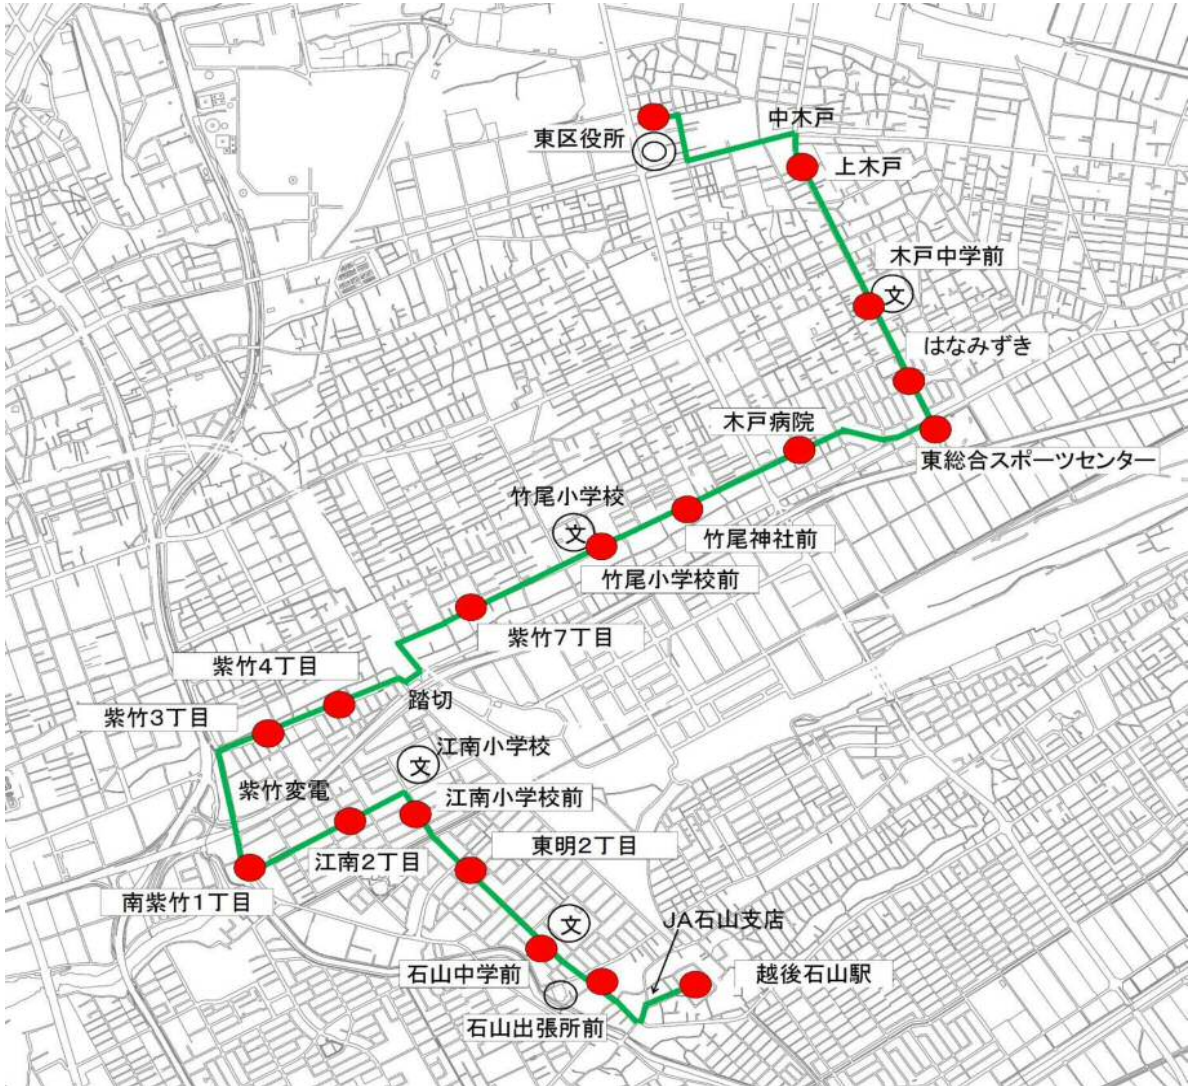 東区役所
中木戸
上木戸
木戸中学前
文
はなみずき
木戸病院
東総合スポーツセンター
竹尾小学校
文
竹尾神社前
竹尾小学校前
紫竹7丁目
紫竹4丁目
踏切
紫竹3丁目
江南小学校
文
紫竹変電
江南小学校前
江南2丁目
東明2丁目
南紫竹1丁目
文
JA石山支店
石山中学前
越後石山駅
石山出張所前